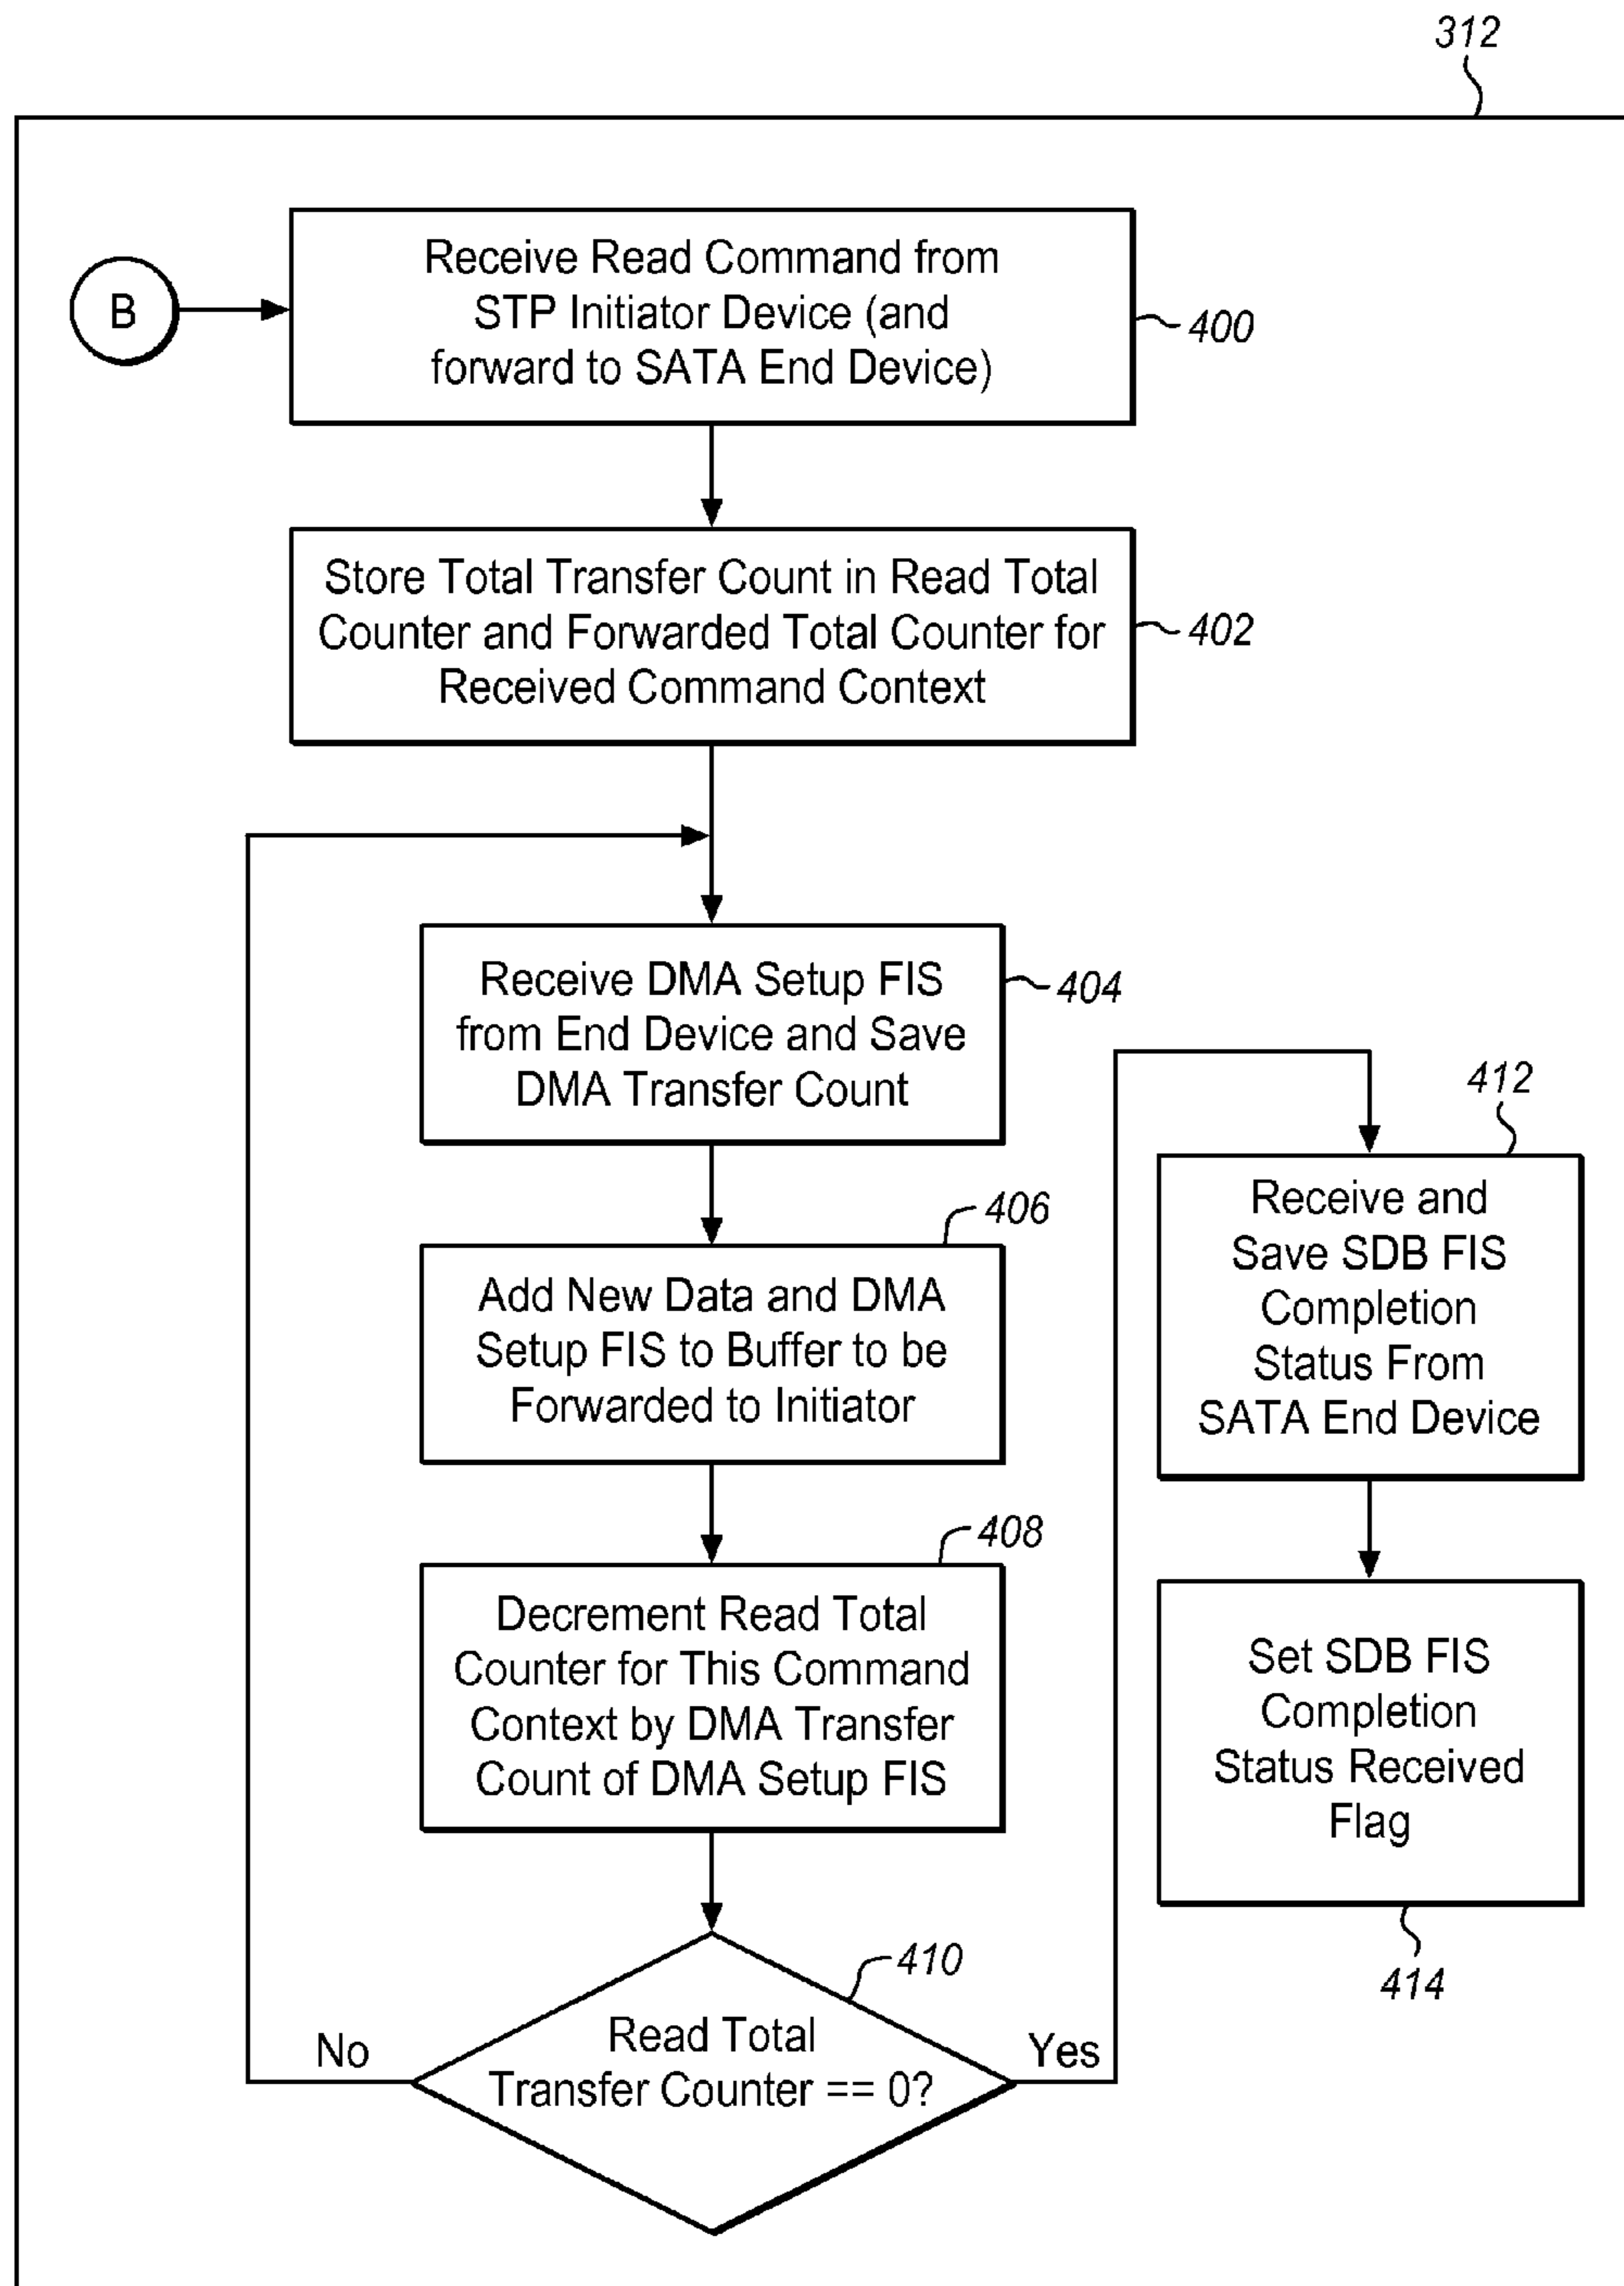 312
B
Receive Read Command from
STP Initiator Device (and
forward to SATA End Device)
400
Store Total Transfer Count in Read Total
Counter and Forwarded Total Counter for
Received Command Context
402
Receive DMA Setup FIS
from End Device and Save
DMA Transfer Count
404
406
Add New Data and DMA
Setup FIS to Buffer to be
Forwarded to Initiator
408
Decrement Read Total
Counter for This Command
Context by DMA Transfer
Count of DMA Setup FIS
410
Read Total
Transfer Counter == 0?
No
Yes
412
Receive and
Save SDB FIS
Completion
Status From
SATA End Device
Set SDB FIS
Completion
Status Received
Flag
414